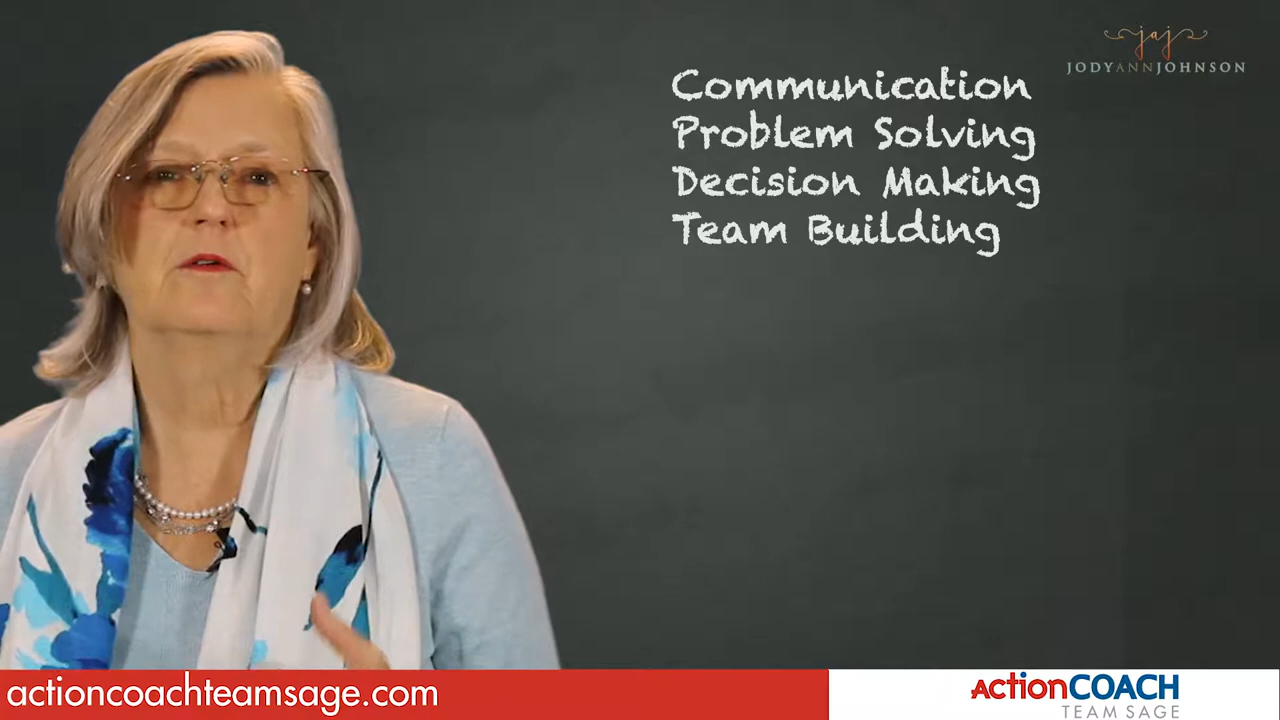 jaj
JODYANNJOHNSON
Communication
Problem Solving
Decision Making
Team Building
actioncoachteamsage.com
ActionCOACH
TEAM SAGE